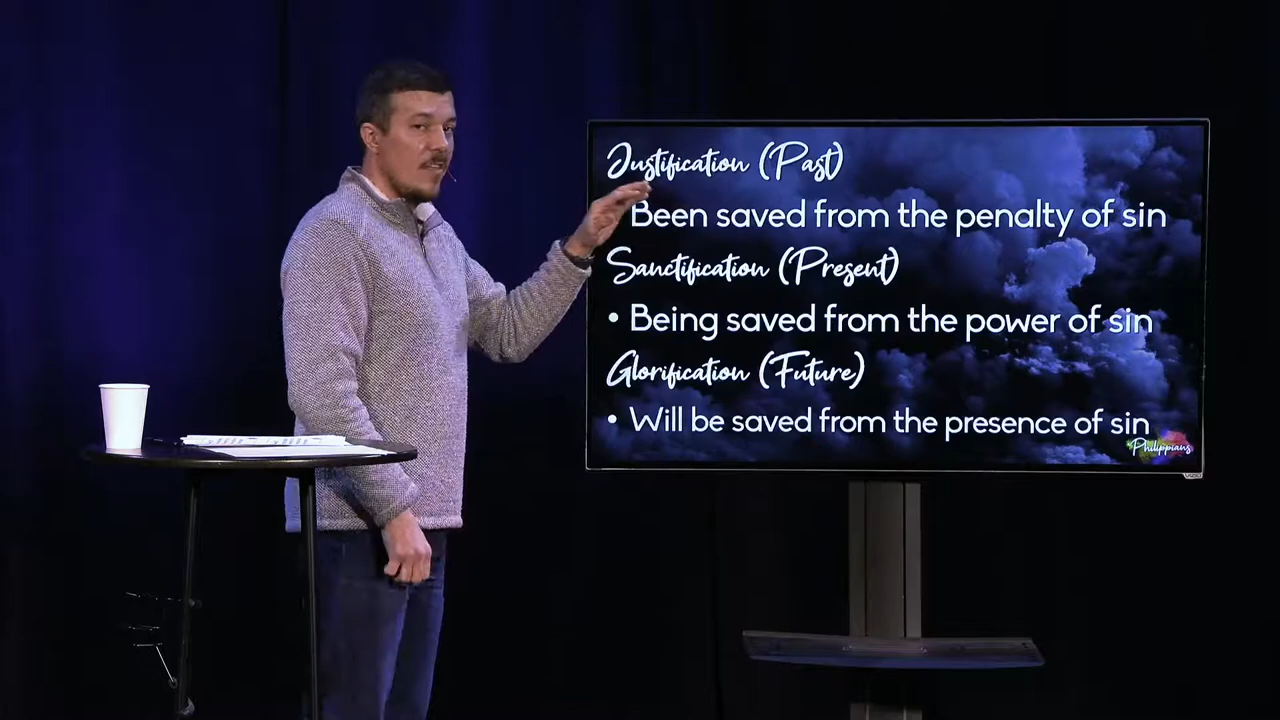 Justification (Past)
Been saved from the penalty of sin
Sanctification (Present)
• Being saved from the power of sin
Glorification (Future)
• Will be saved from the presence of sin
Philippians
VIZIO